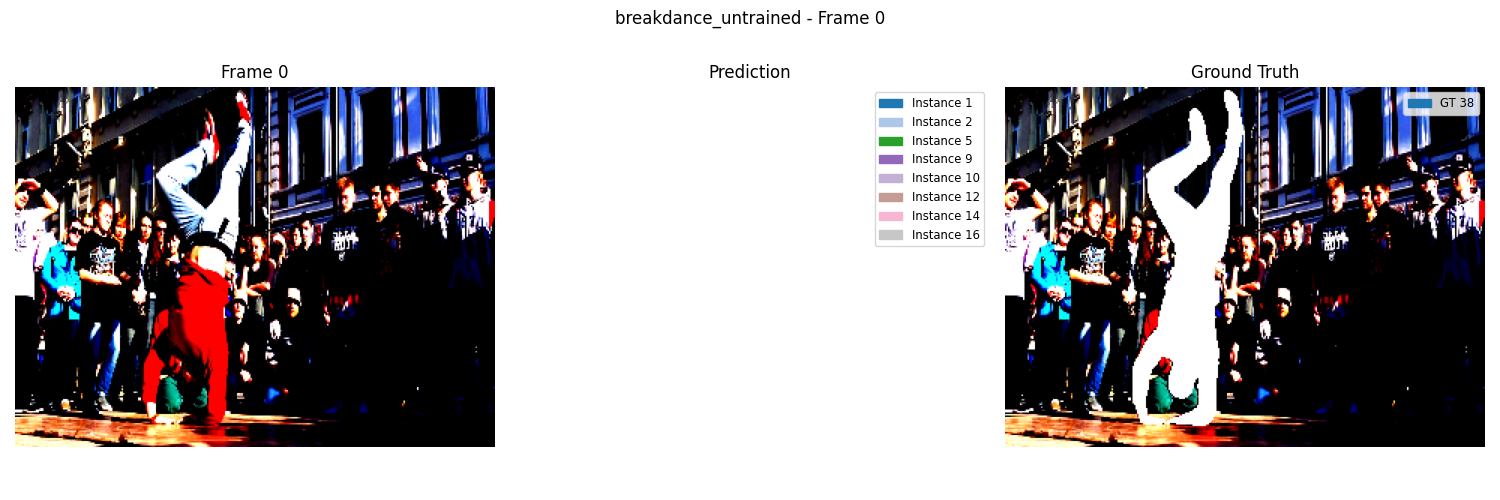 breakdance_untrained - Frame 0
Frame 0
Prediction
Ground Truth
Instance 1
Instance 2
Instance 5
Instance 9
Instance 10
Instance 12
Instance 14
Instance 16
GT 38